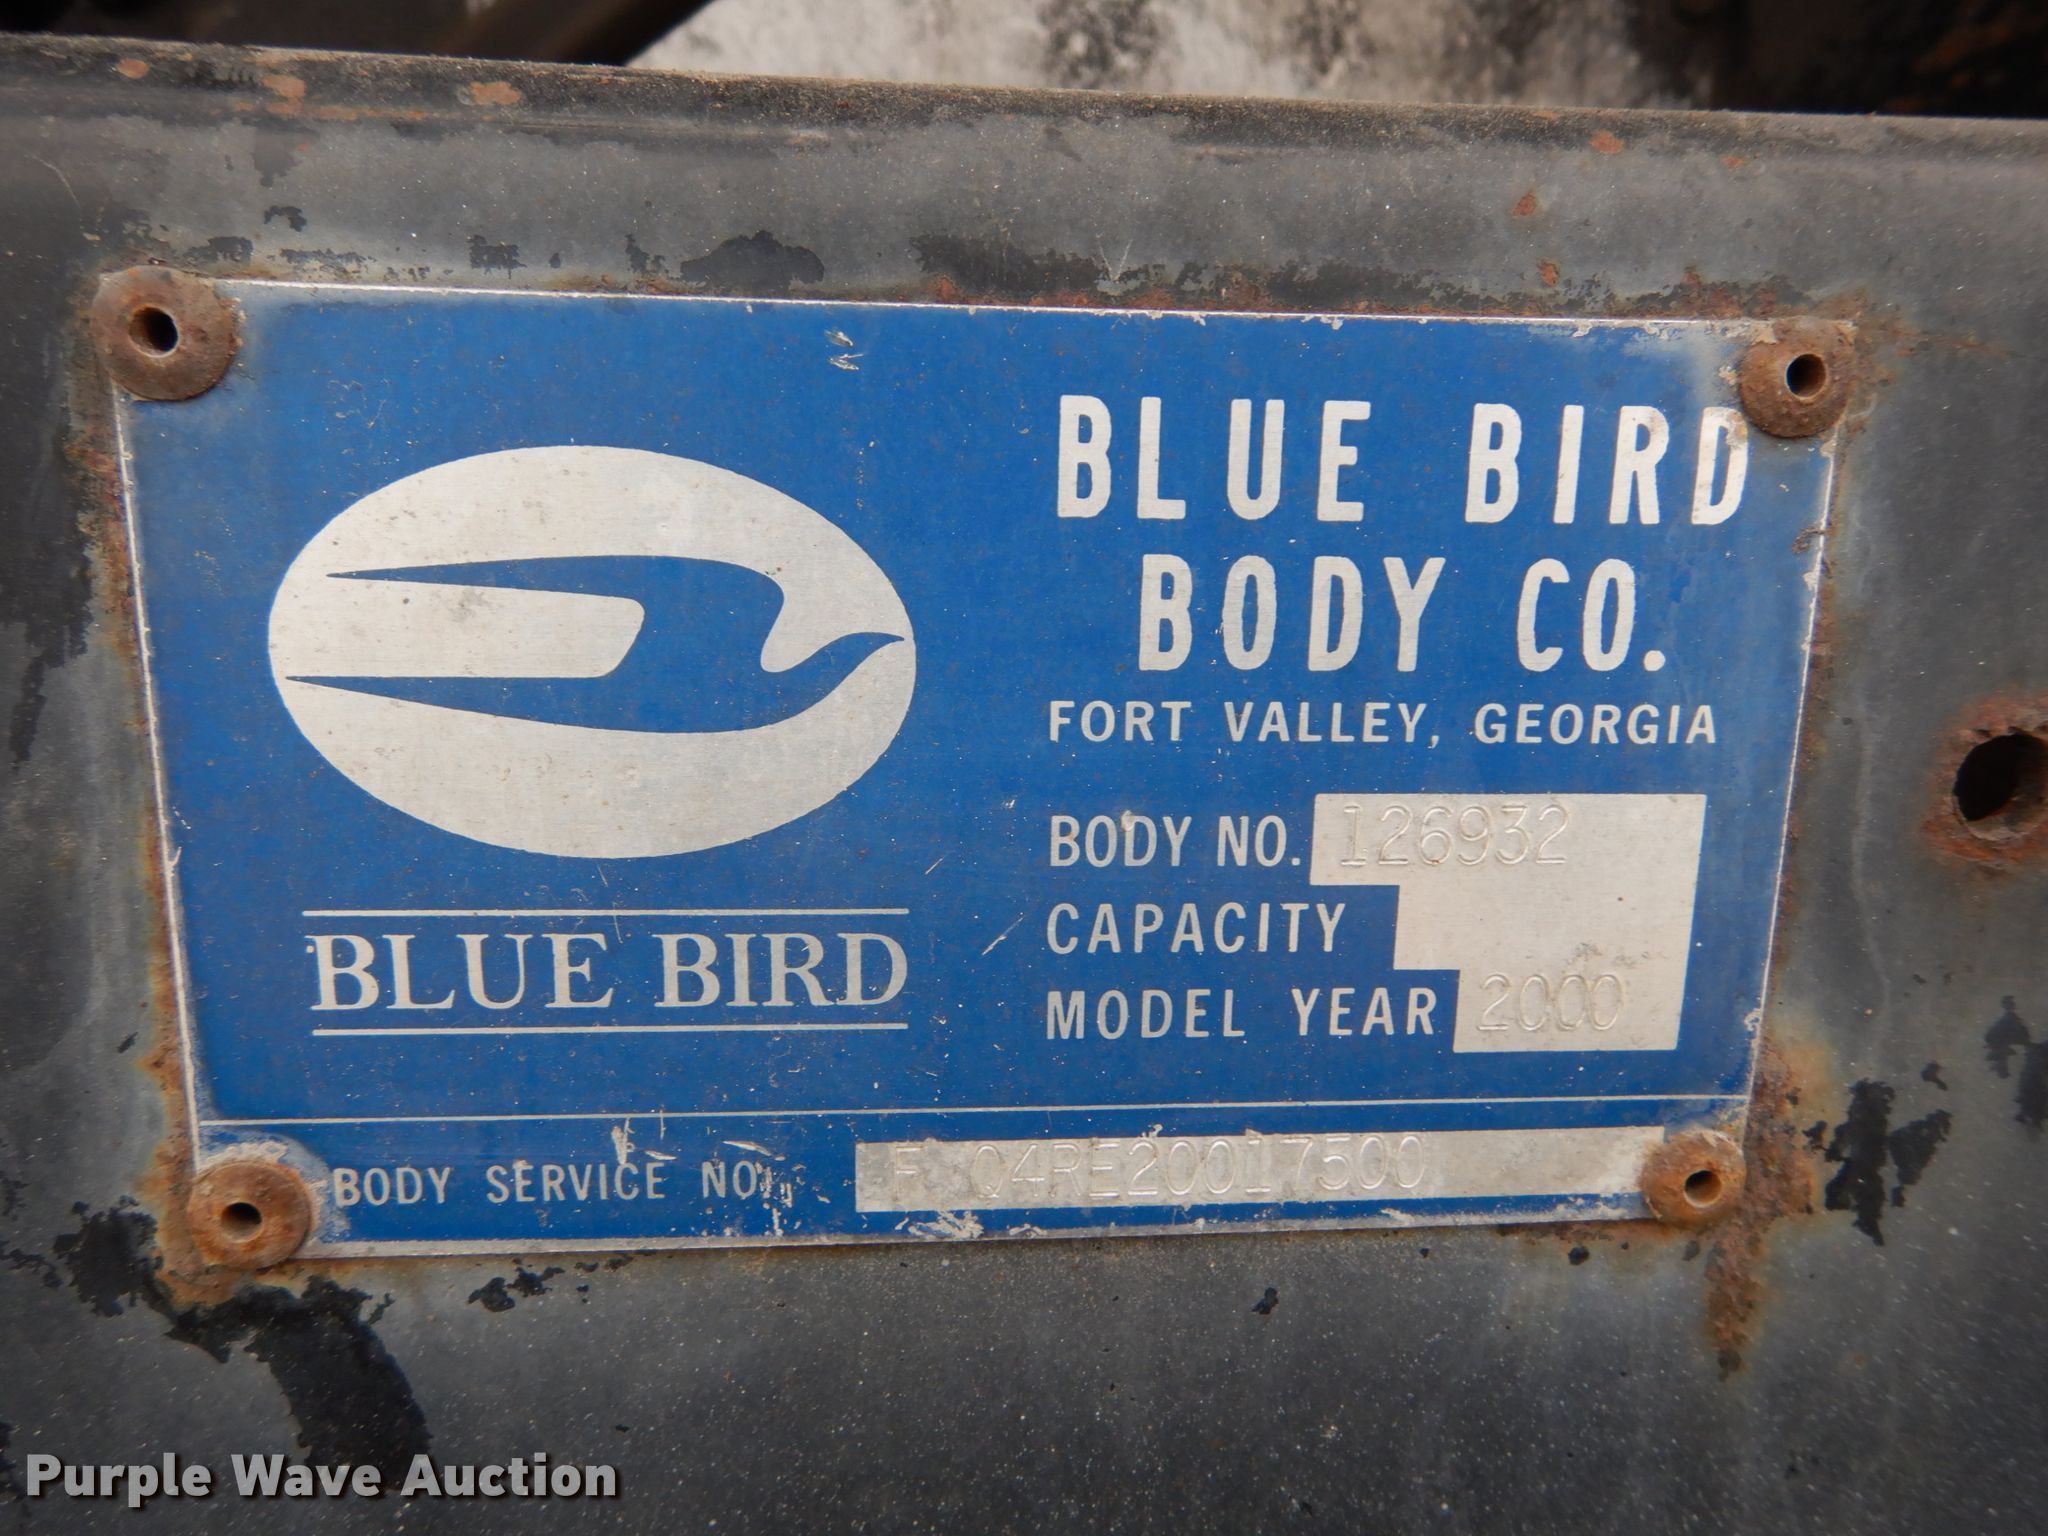 BLUE BIRD
BODY CO.
FORT VALLEY, GEORGIA
BODY NO. 126932
CAPACITY
MODEL YEAR 2000
BLUE BIRD
BODY SERVICE NO. F Q4RE20017500
Purple Wave Auction